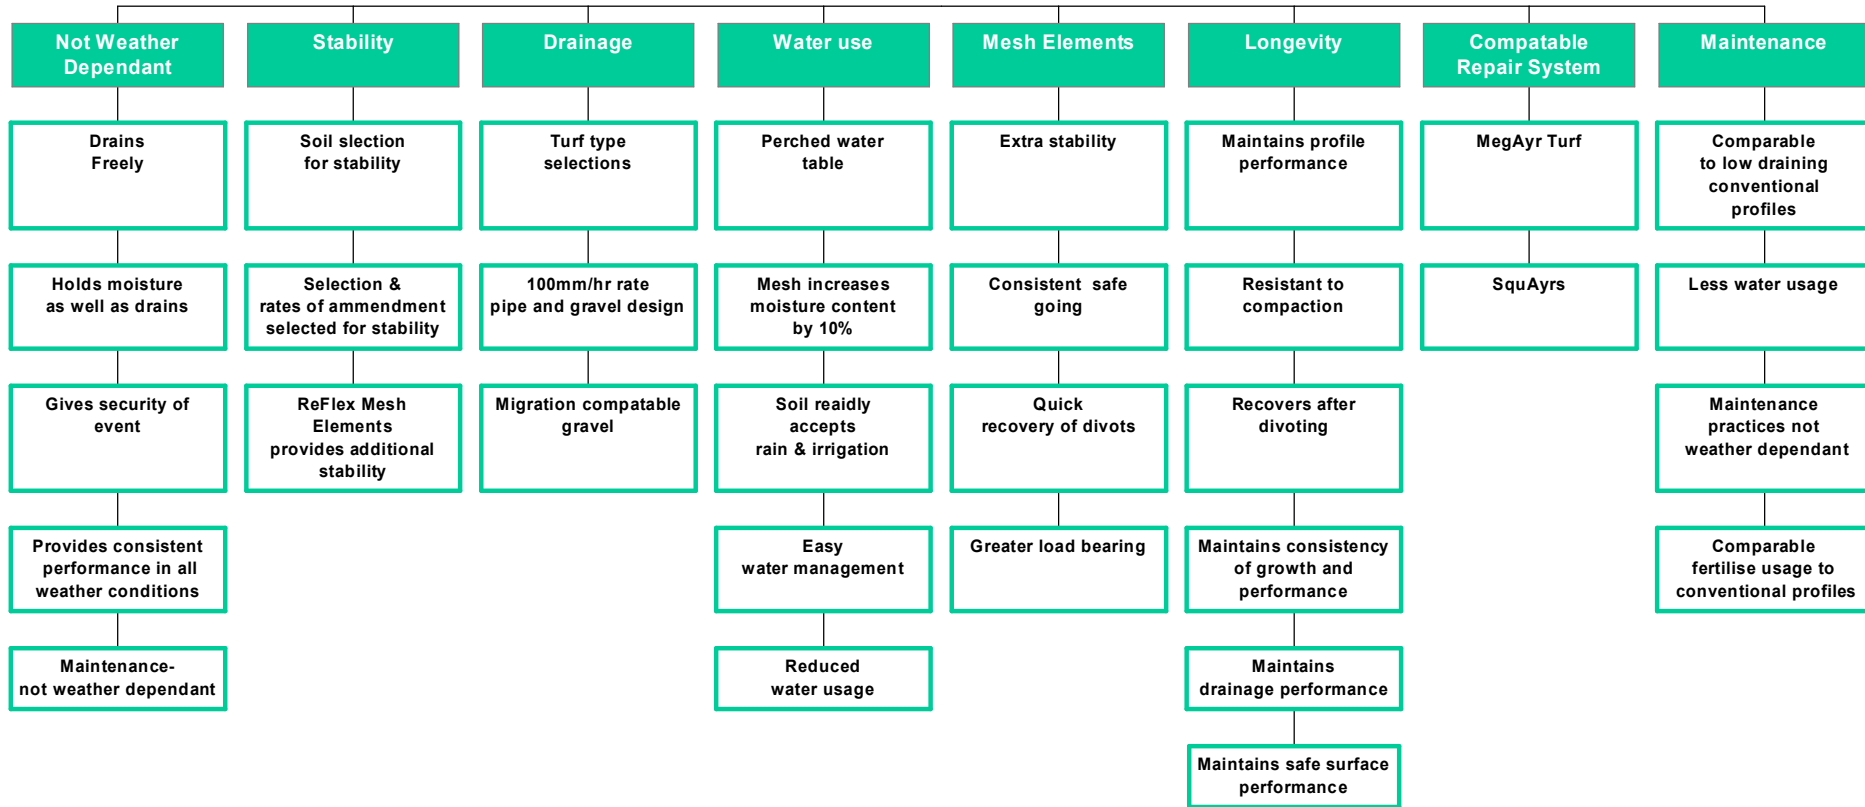 Not Weather
Dependant
Drains
Freely
Holds moisture
as well as drains
Gives security of
event
Provides consistent
performance in all
weather conditions
Maintenance-
not weather dependant
Stability
Soil slection
for stability
Selection &
rates of ammendment
selected for stability
ReFlex Mesh
Elements
provides additional
stability
Drainage
Turf type
selections
100mm/hr rate
pipe and gravel design
Migration compatable
gravel
Water use
Perched water
table
Mesh increases
moisture content
by 10%
Soil reaidly
accepts
rain & irrigation
Easy
water management
Reduced
water usage
Mesh Elements
Extra stability
Consistent safe
going
Quick
recovery of divots
Greater load bearing
Longevity
Maintains profile
performance
Resistant to
compaction
Recovers after
divoting
Maintains consistency
of growth and
performance
Maintains
drainage performance
Maintains safe surface
performance
Compatable
Repair System
MegAyr Turf
SquAyrs
Maintenance
Comparable
to low draining
conventional
profiles
Less water usage
Maintenance
practices not
weather dependant
Comparable
fertilise usage to
conventional profiles